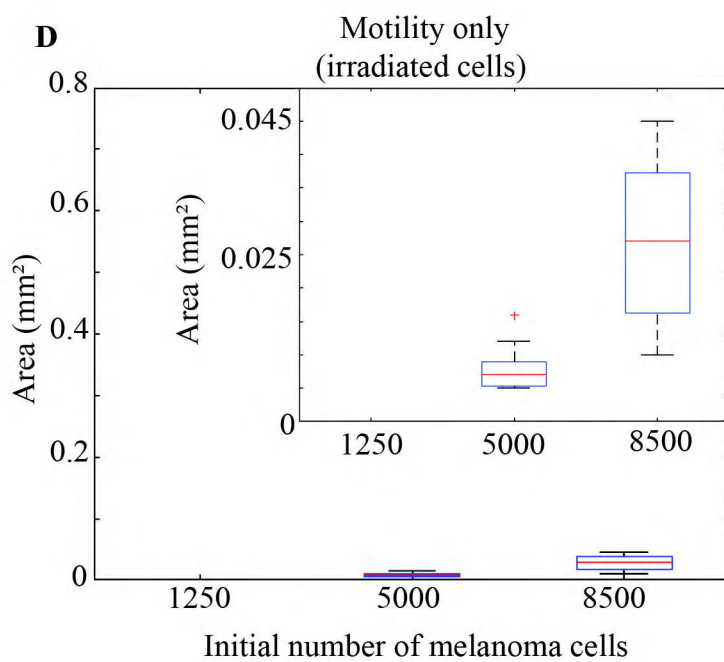 D
Motility only
(irradiated cells)
0.8
0.6
0.4
0.2
0
Area (mm²)
0.045
0.025
0
Area (mm²)
1250
5000
8500
1250
5000
8500
Initial number of melanoma cells